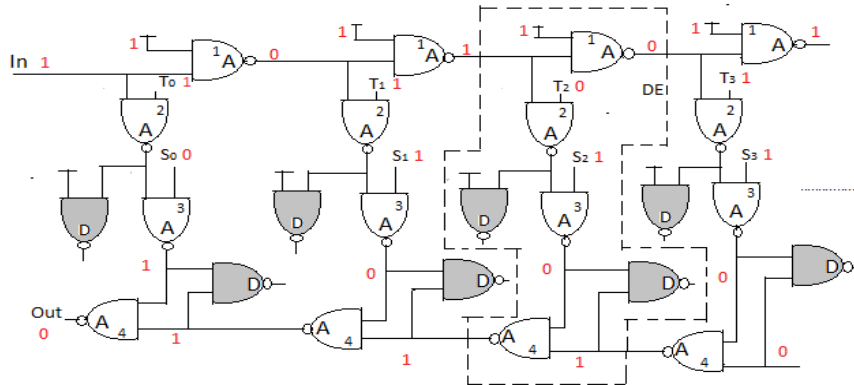 1 1 A 0
1 1 A 1
1 1 A 0
1 1 A 1
In 1
T0 1
T1 1
T2 0
T3 1
DE
2 A
2 A
2 A
2 A
S0 0
S1 1
S2 1
S3 1
D 3 A
D 3 A
D 3 A
D 3 A
1 D
0 D
0 D
0 D
Out 0
A 4 1
A 4 1
A 4 1
A 4 0